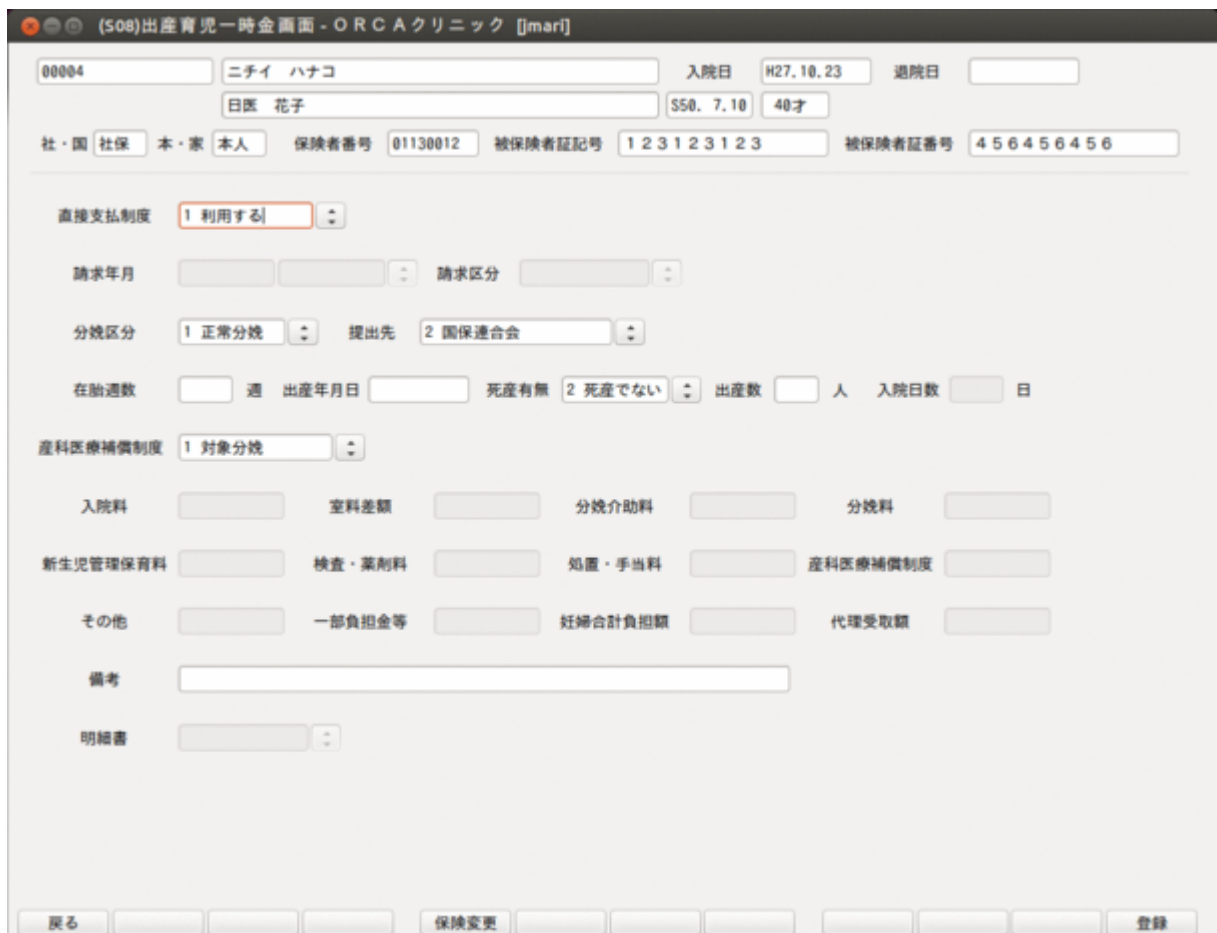 (S08)出産育児一時金画面-ＯＲＣＡクリニック [jmari]
00004 ニチイ　ハナコ 入院日 H27.10.23 退院日
日医　花子 S50. 7.10 40才
社・国 社保 本・家 本人 保険者番号 01130012 被保険者証記号 １２３１２３１２３ 被保険者証番号 ４５６４５６４５６
直接支払制度 1 利用する
請求年月 請求区分
分娩区分 1 正常分娩 提出先 2 国保連合会
在胎週数 週 出産年月日 死産有無 2 死産でない 出産数 人 入院日数 日
産科医療補償制度 1 対象分娩
入院料 室料差額 分娩介助料 分娩料
新生児管理保育料 検査・薬剤料 処置・手当料 産科医療補償制度
その他 一部負担金等 妊婦合計負担額 代理受取額
備考
明細書
戻る 保険変更 登録